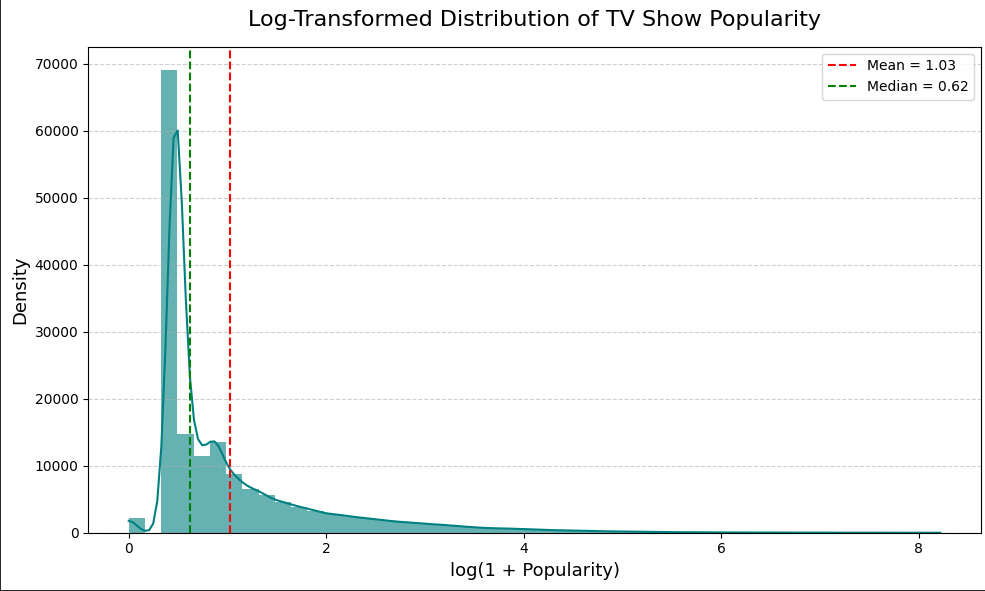 Log-Transformed Distribution of TV Show Popularity
Mean = 1.03
Median = 0.62
Density
70000
60000
50000
40000
30000
20000
10000
0
0 2 4 6 8
log(1 + Popularity)